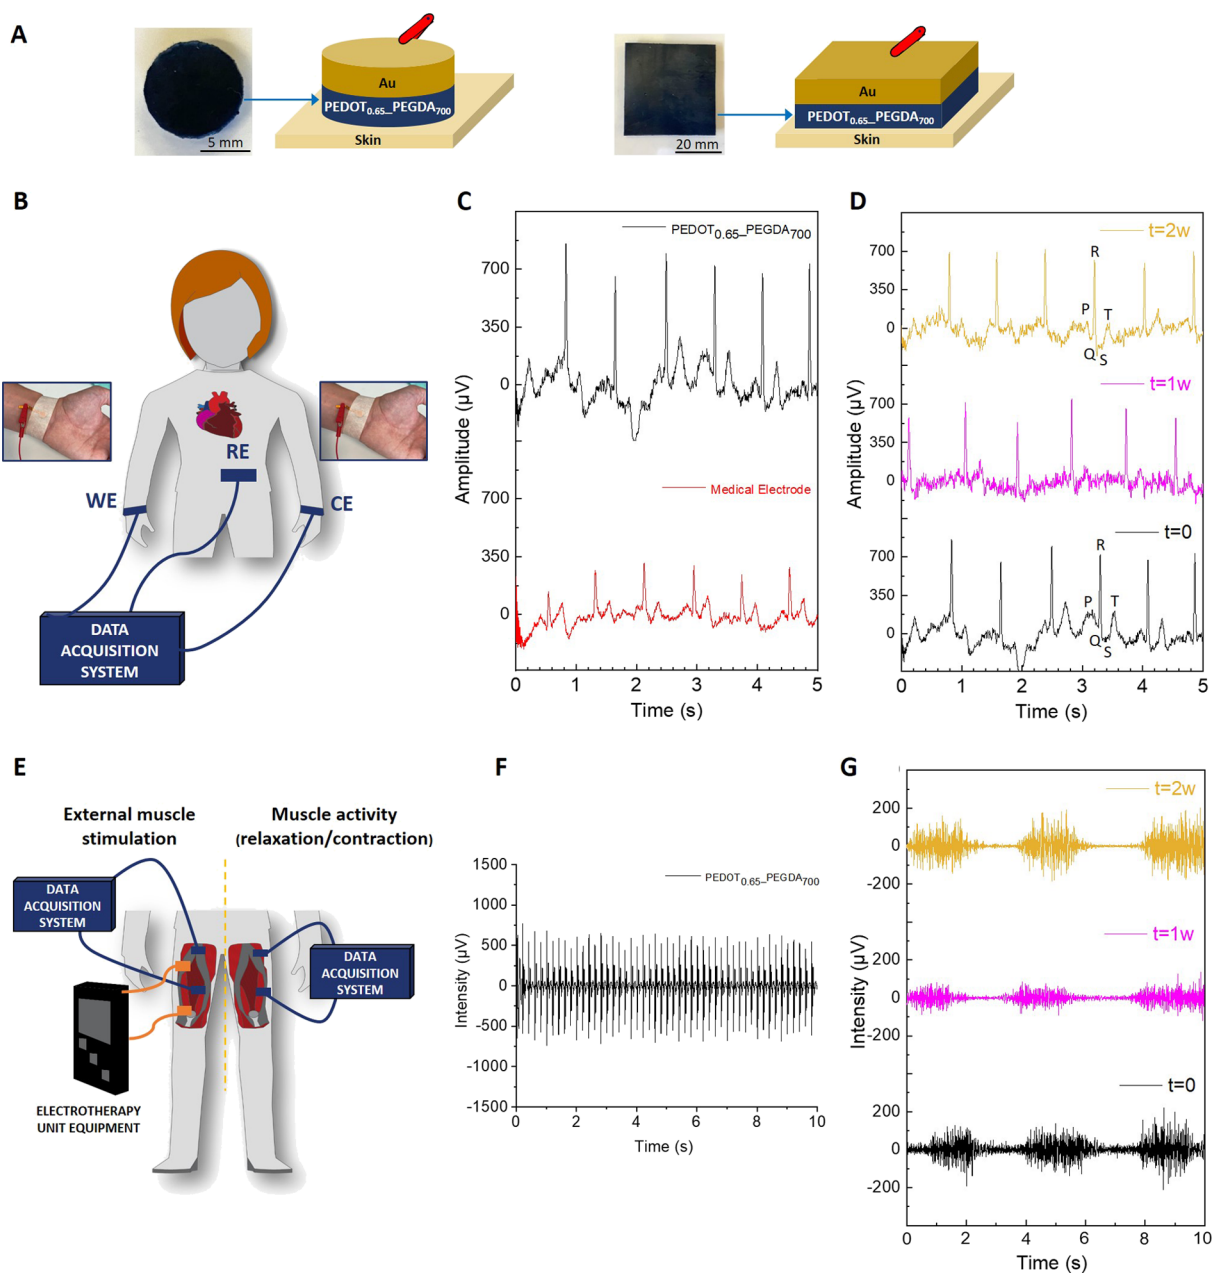 A
Au
PEDOT0.65_PEGDA700
Skin
5 mm
Au
PEDOT0.65_PEGDA700
Skin
20 mm
B
RE
WE
CE
DATA
ACQUISITION
SYSTEM
C
PEDOT0.65_PEGDA700
Medical Electrode
Amplitude (µV)
700
350
0
700
350
0
0 1 2 3 4 5
Time (s)
D
t=2w
t=1w
t=0
Amplitude (µV)
700
350
0
700
350
0
700
350
0
R
P
T
Q
S
R
P
T
Q
S
0 1 2 3 4 5
Time (s)
E
External muscle
stimulation
Muscle activity
(relaxation/contraction)
DATA
ACQUISITION
SYSTEM
DATA
ACQUISITION
SYSTEM
ELECTROTHERAPY
UNIT EQUIPMENT
F
PEDOT0.65_PEGDA700
Intensity (µV)
1500
1000
500
0
-500
-1000
-1500
0 2 4 6 8 10
Time (s)
G
t=2w
t=1w
t=0
Intensity (µV)
200
0
-200
200
0
-200
200
0
-200
0 2 4 6 8 10
Time (s)